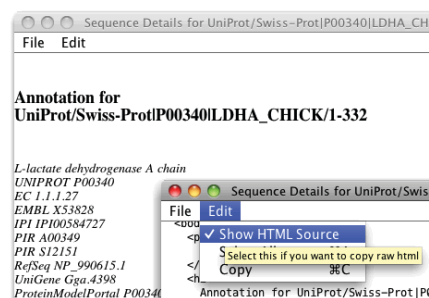 Sequence Details for UniProt/Swiss-Prot|P00340|LDHA_CH
File Edit
Annotation for
UniProt/Swiss-Prot|P00340|LDHA_CHICK/1-332
L-lactate dehydrogenase A chain
UNIPROT P00340
EC 1.1.1.27
EMBL X53828
IPI IPI00584727
PIR A00349
PIR S12151
RefSeq NP_990615.1
UniGene Gga.4398
ProteinModelPortal P00340
Sequence Details for UniProt/Swis
File Edit
<bod
✓ Show HTML Source
<p
Select this if you want to copy raw html
</
Copy ⌘C
<h
Annotation for UniProt/Swiss-Prot|P0